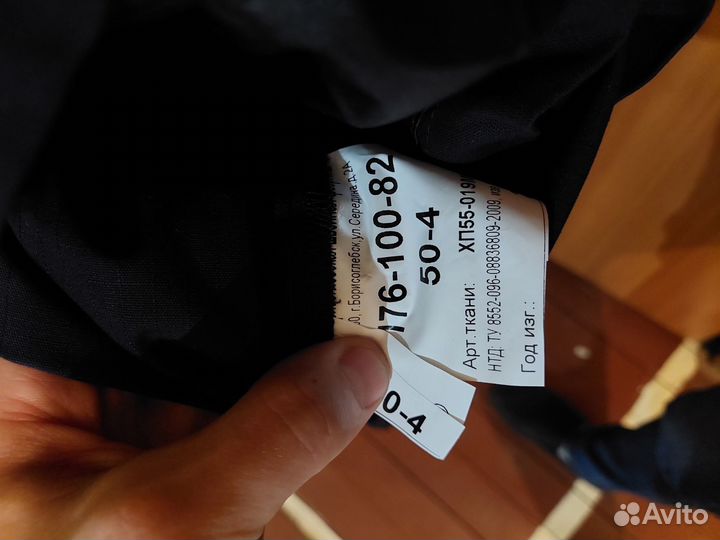 г.Борисоглебск,ул.Середина,д.2А
176-100-82
50-4
Арт.ткани: ХП55-019
НТД: ТУ 8552-096-08836809-2009
Год изг.:
0-4
Avito